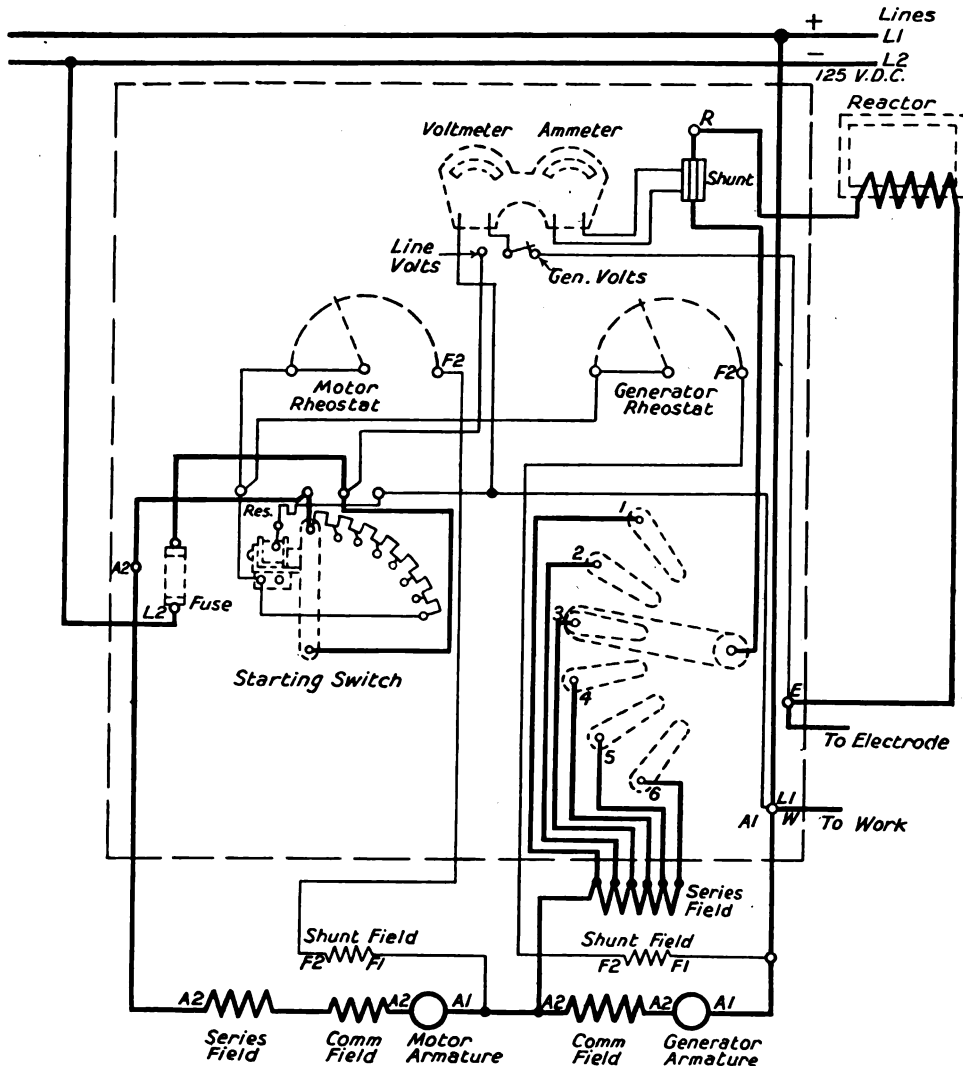 Lines
+ L1
− L2
125 V.D.C.
Reactor
Voltmeter Ammeter
R
Shunt
Line
Volts
Gen. Volts
F2
F2
Motor
Rheostat
Generator
Rheostat
Res.
1
2
3
4
5
6
A2
L2
Fuse
Starting Switch
E
To Electrode
L1
A1 W To Work
Series
Field
Shunt Field
F2 F1
Shunt Field
F2 F1
A2
A2 A1
A2
A2 A1
Series
Field
Comm
Field
Motor
Armature
Comm
Field
Generator
Armature